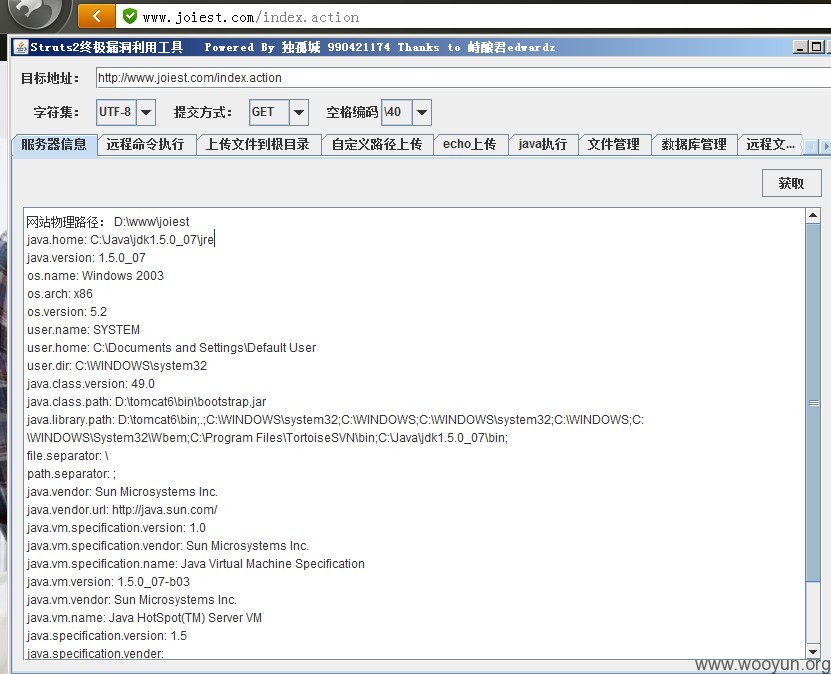 www.joiest.com/index.action
Struts2终极漏洞利用工具 Powered By 独孤城 990421174 Thanks to 峙酿君edwardz
目标地址： http://www.joiest.com/index.action
字符集： UTF-8 提交方式： GET 空格编码 \40
服务器信息 远程命令执行 上传文件到根目录 自定义路径上传 echo上传 java执行 文件管理 数据库管理 远程文...
获取
网站物理路径： D:\www\joiest
java.home: C:\Java\jdk1.5.0_07\jre
java.version: 1.5.0_07
os.name: Windows 2003
os.arch: x86
os.version: 5.2
user.name: SYSTEM
user.home: C:\Documents and Settings\Default User
user.dir: C:\WINDOWS\system32
java.class.version: 49.0
java.class.path: D:\tomcat6\bin\bootstrap.jar
java.library.path: D:\tomcat6\bin;.;C:\WINDOWS\system32;C:\WINDOWS;C:\WINDOWS\system32;C:\WINDOWS;C:
\WINDOWS\System32\Wbem;C:\Program Files\TortoiseSVN\bin;C:\Java\jdk1.5.0_07\bin;
file.separator: \
path.separator: ;
java.vendor: Sun Microsystems Inc.
java.vendor.url: http://java.sun.com/
java.vm.specification.version: 1.0
java.vm.specification.vendor: Sun Microsystems Inc.
java.vm.specification.name: Java Virtual Machine Specification
java.vm.version: 1.5.0_07-b03
java.vm.vendor: Sun Microsystems Inc.
java.vm.name: Java HotSpot(TM) Server VM
java.specification.version: 1.5
java.specification.vender:
www.wooyun.org